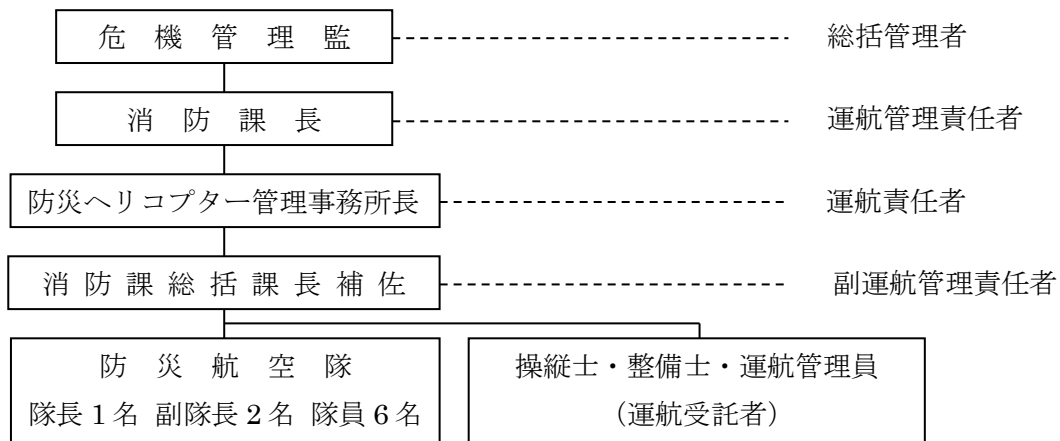 危機管理監 総括管理者
消防課長 運航管理責任者
防災ヘリコプター管理事務所長 運航責任者
消防課総括課長補佐 副運航管理責任者
防災航空隊
隊長1名 副隊長2名 隊員6名
操縦士・整備士・運航管理員
(運航受託者)